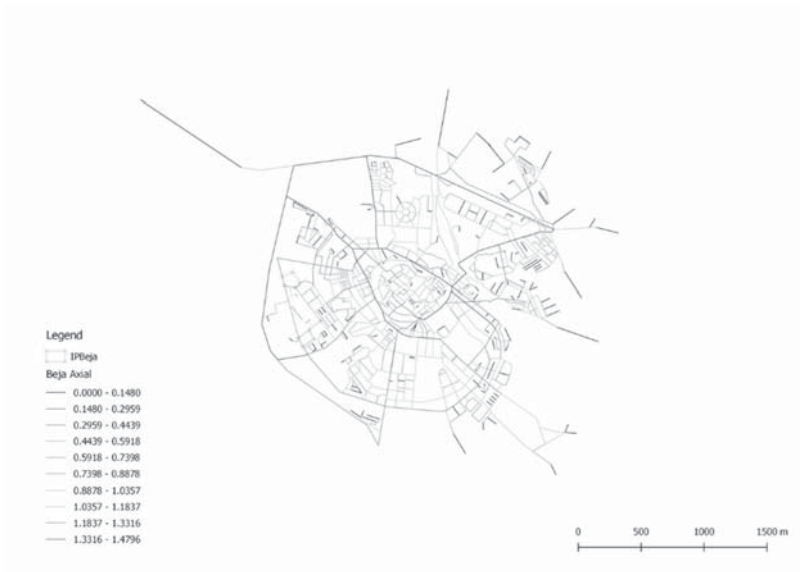 Legend
IPBeja
Beja Axial
0.0000 - 0.1480
0.1480 - 0.2959
0.2959 - 0.4439
0.4439 - 0.5918
0.5918 - 0.7398
0.7398 - 0.8878
0.8878 - 1.0357
1.0357 - 1.1837
1.1837 - 1.3316
1.3316 - 1.4796
0 500 1000 1500 m